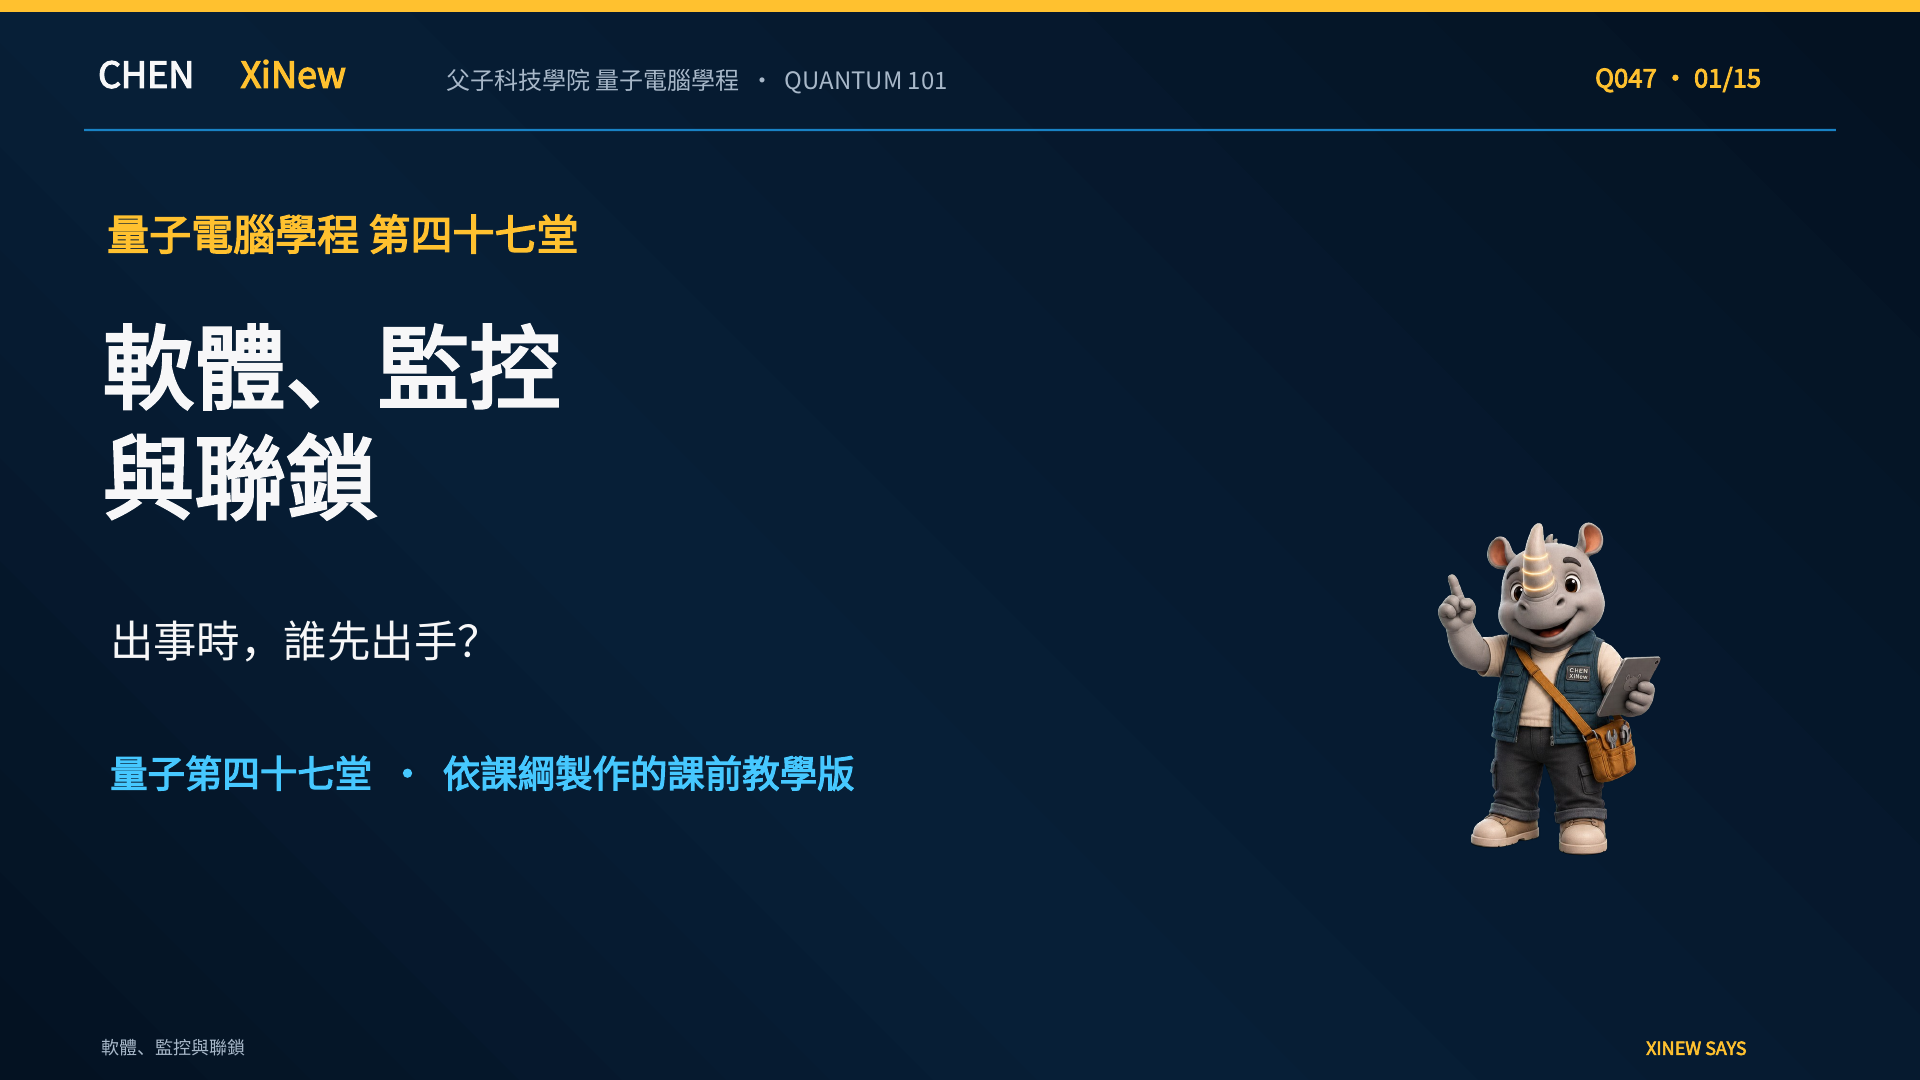 CHEN XiNew 父子科技學院 量子電腦學程 · QUANTUM 101 Q047 · 01/15
量子電腦學程 第四十七堂
軟體、監控
與聯鎖
出事時，誰先出手？
CHEN
XiNew
量子第四十七堂 · 依課綱製作的課前教學版
軟體、監控與聯鎖 XINEW SAYS